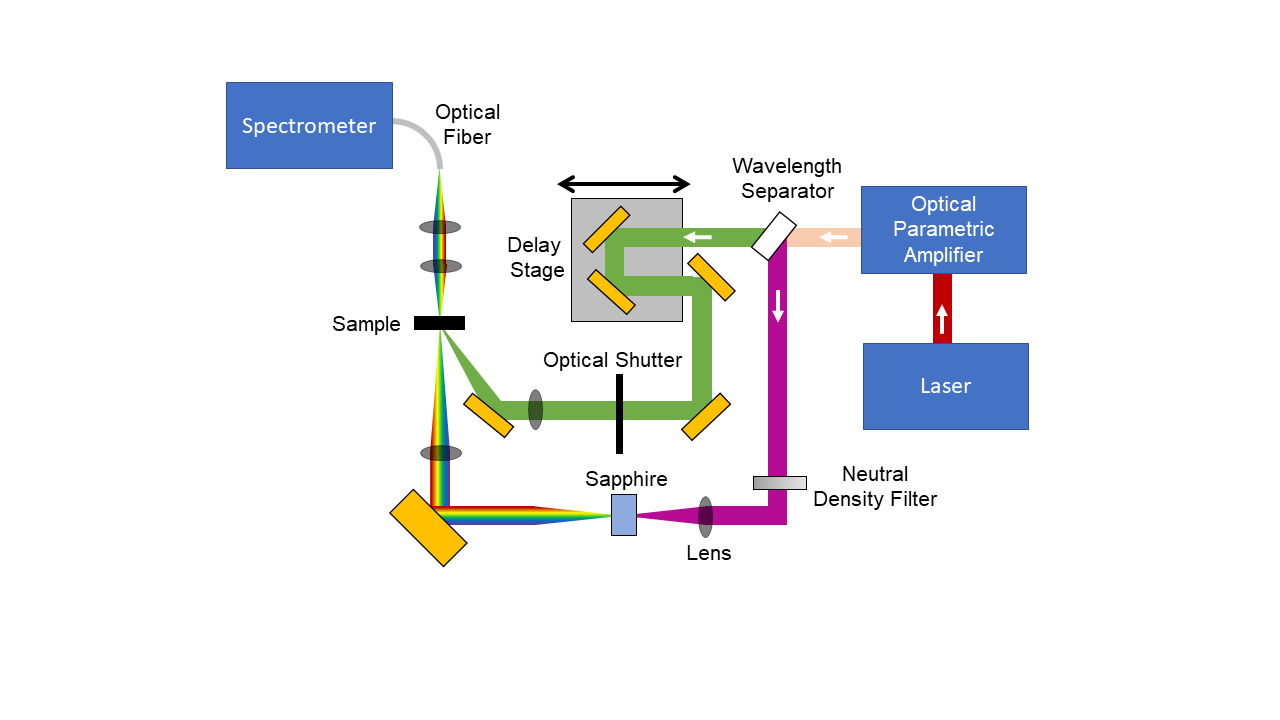 Spectrometer
Optical
Fiber
Wavelength
Separator
Optical
Parametric
Amplifier
Delay
Stage
Sample
Optical Shutter
Laser
Sapphire
Neutral
Density Filter
Lens